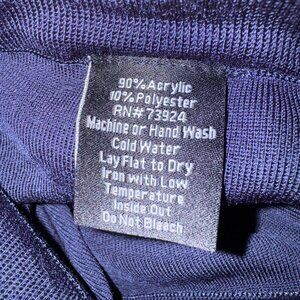 90% Acrylic
10% Polyester
RN# 73924
Machine or Hand Wash
Cold Water
Lay Flat to Dry
Iron with Low
Temperature
Inside Out
Do Not Bleach